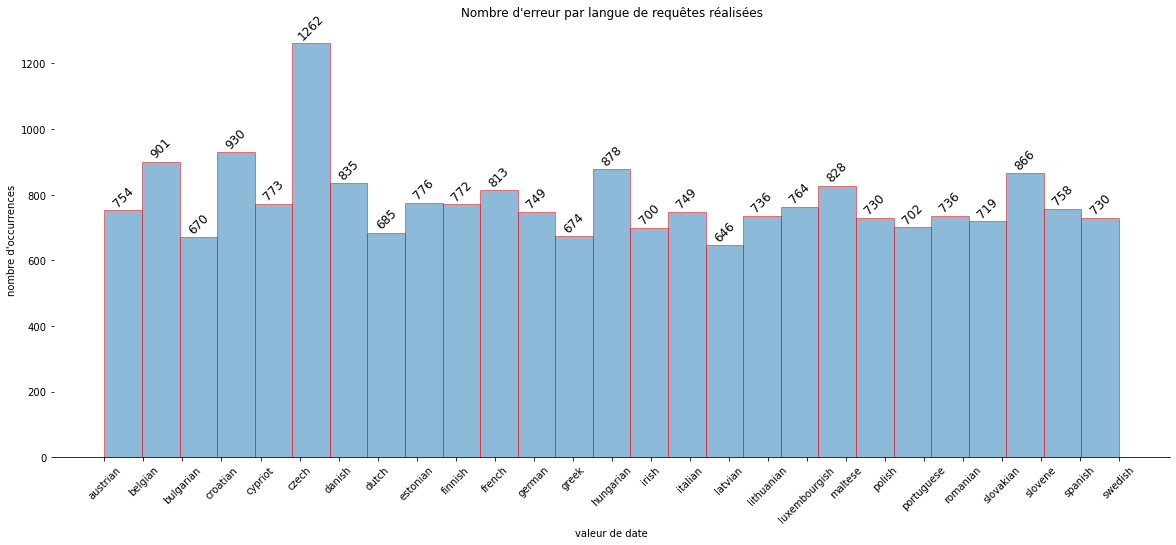 Nombre d'erreur par langue de requêtes réalisées
nombre d'occurrences
1200
1000
800
600
400
200
0
754
901
670
930
773
1262
835
685
776
772
813
749
674
878
700
749
646
736
764
828
730
702
736
719
866
758
730
austrian
belgian
bulgarian
croatian
cypriot
czech
danish
dutch
estonian
finnish
french
german
greek
hungarian
irish
italian
latvian
lithuanian
luxembourgish
maltese
polish
portuguese
romanian
slovakian
slovene
spanish
swedish
valeur de date